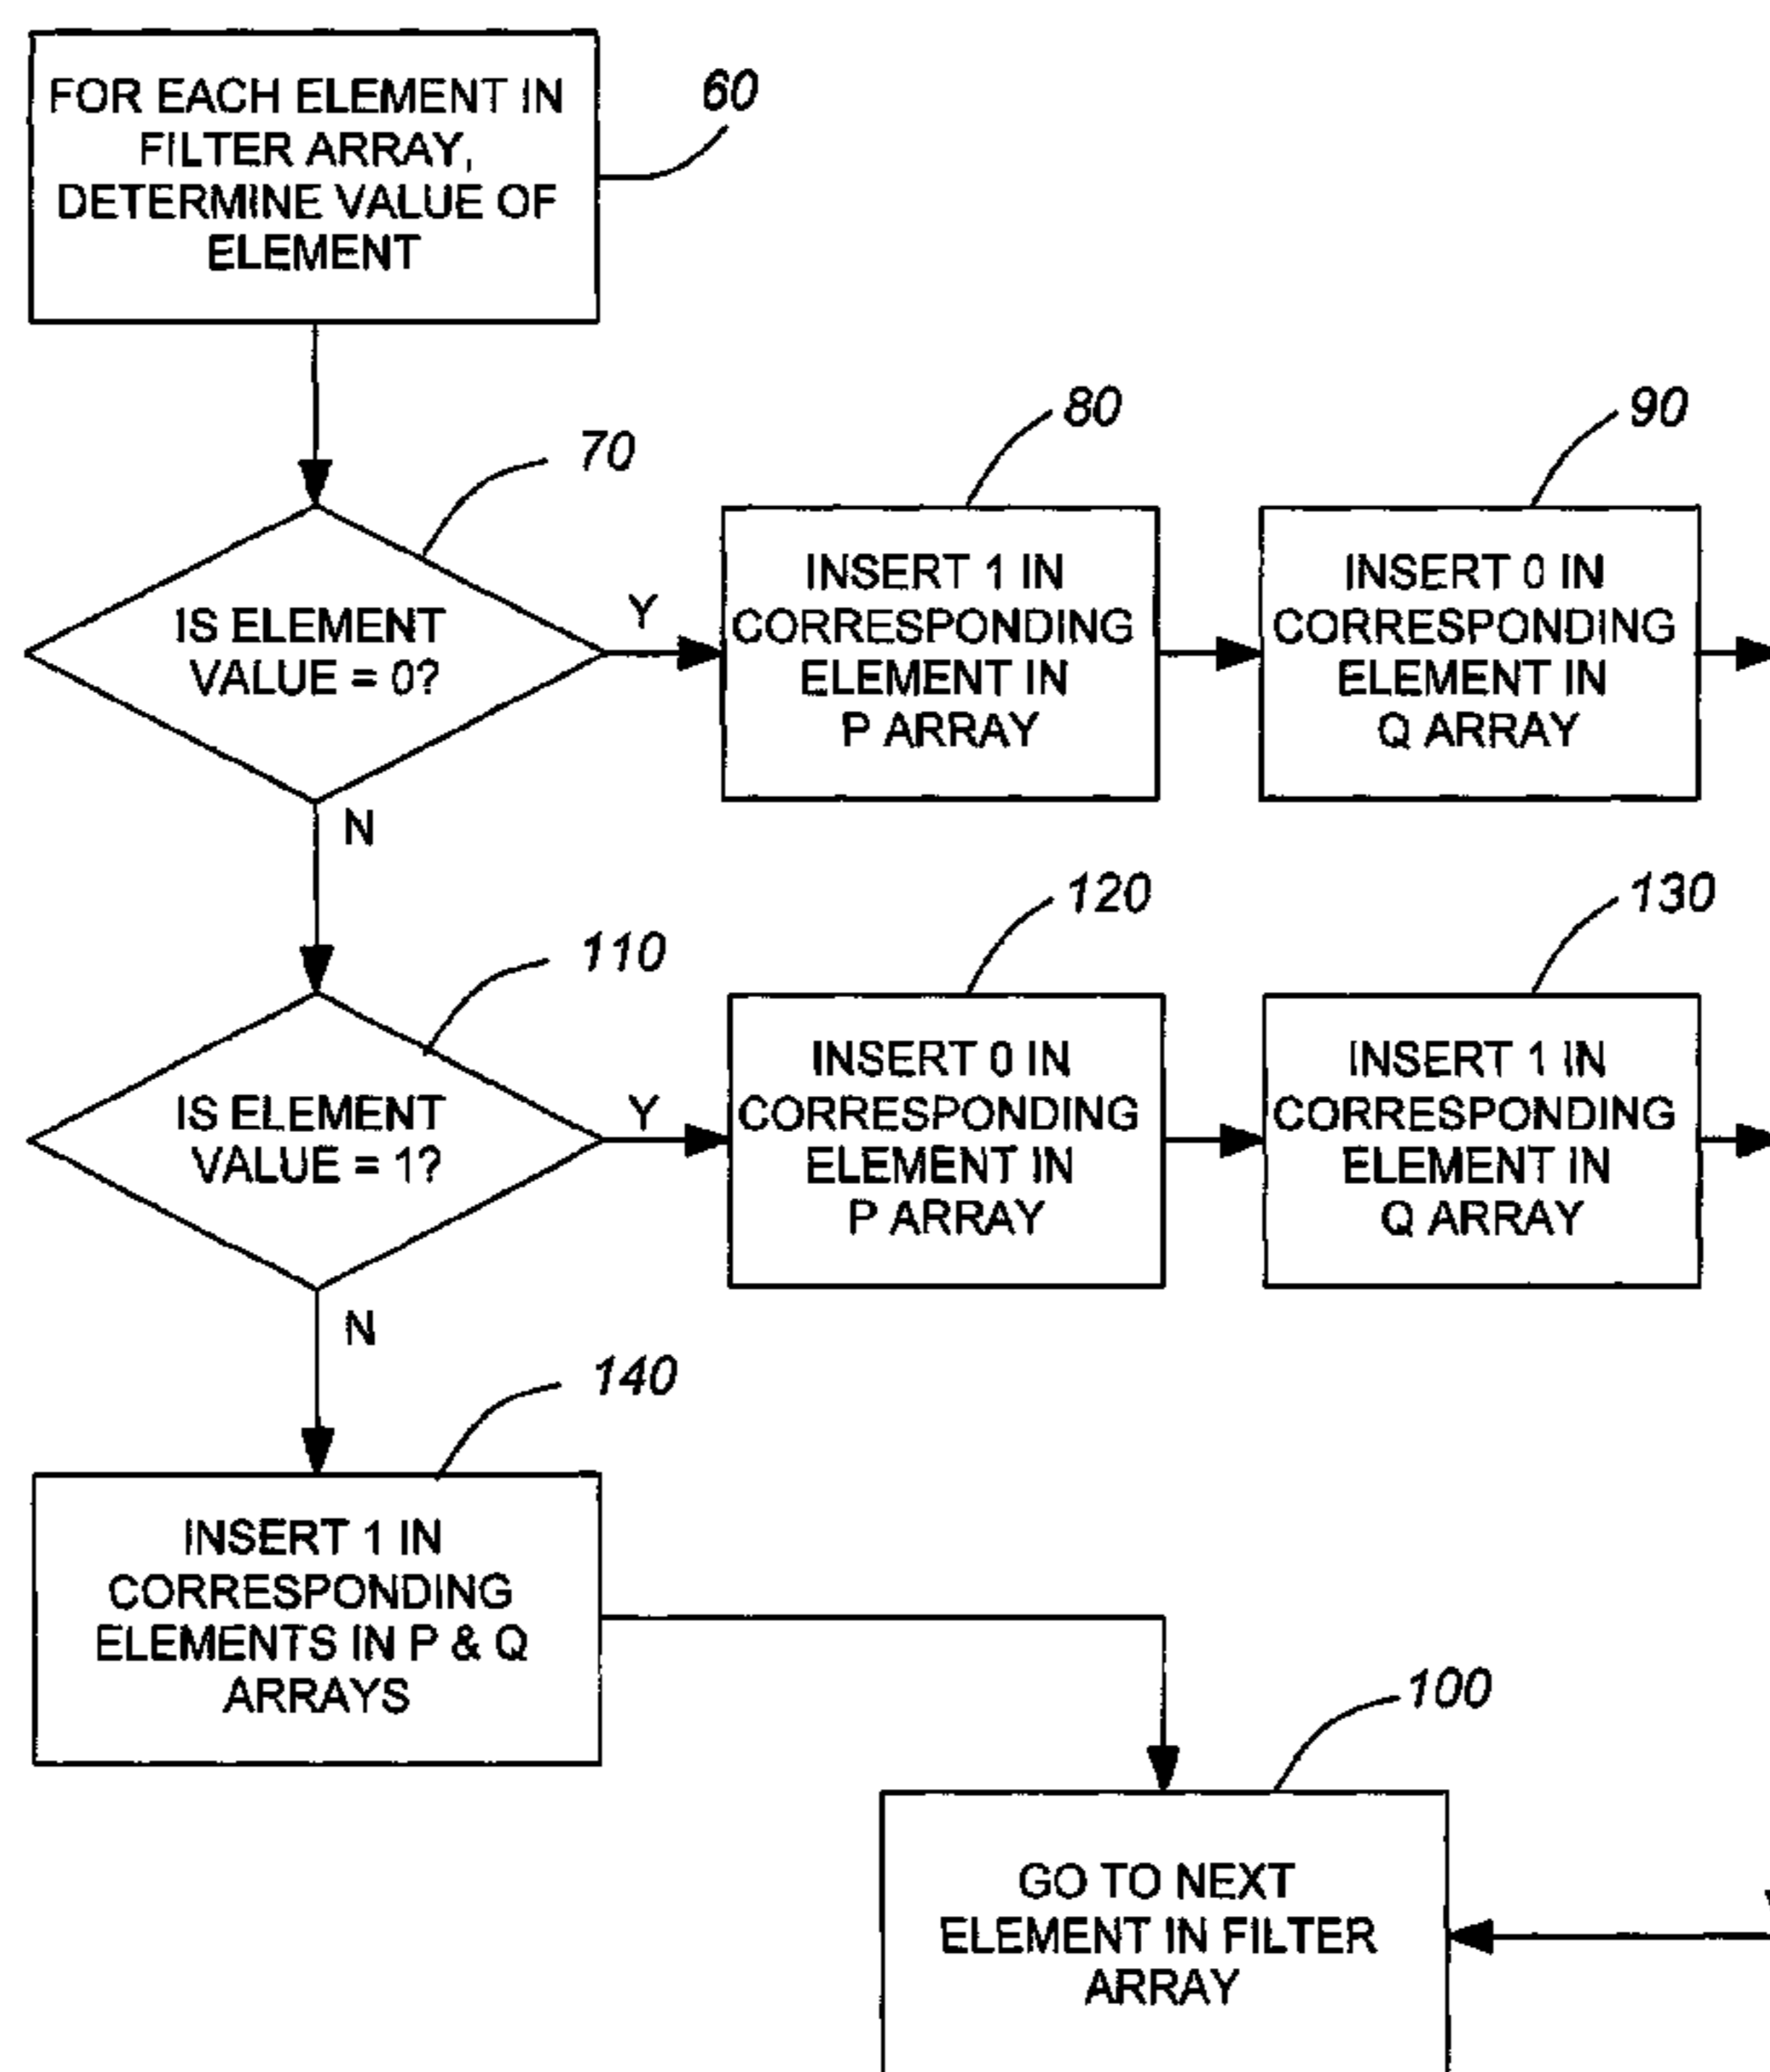 FOR EACH ELEMENT IN
FILTER ARRAY,
DETERMINE VALUE OF
ELEMENT
60
70
IS ELEMENT
VALUE = 0?
Y
N
80
INSERT 1 IN
CORRESPONDING
ELEMENT IN
P ARRAY
90
INSERT 0 IN
CORRESPONDING
ELEMENT IN
Q ARRAY
110
IS ELEMENT
VALUE = 1?
Y
N
120
INSERT 0 IN
CORRESPONDING
ELEMENT IN
P ARRAY
130
INSERT 1 IN
CORRESPONDING
ELEMENT IN
Q ARRAY
140
INSERT 1 IN
CORRESPONDING
ELEMENTS IN P & Q
ARRAYS
100
GO TO NEXT
ELEMENT IN FILTER
ARRAY